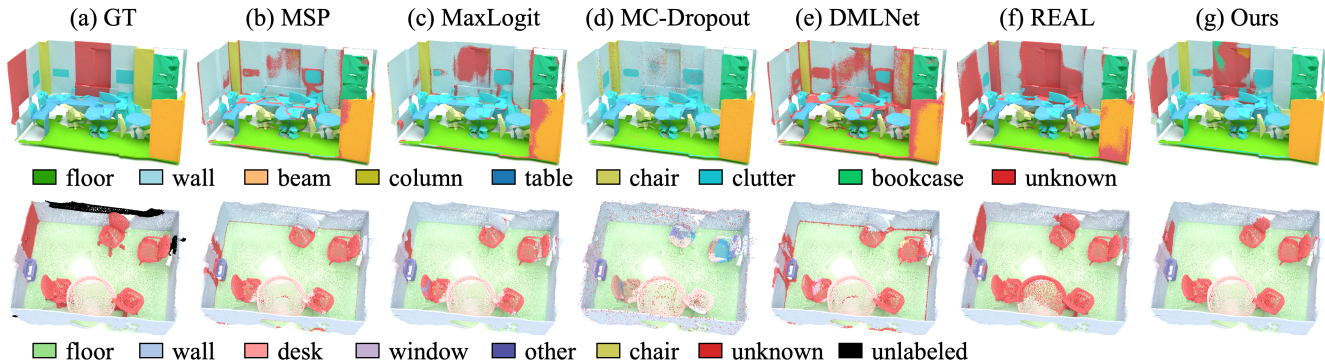 (a) GT (b) MSP (c) MaxLogit (d) MC-Dropout (e) DMLNet (f) REAL (g) Ours
floor wall beam column table chair clutter bookcase unknown
floor wall desk window other chair unknown unlabeled